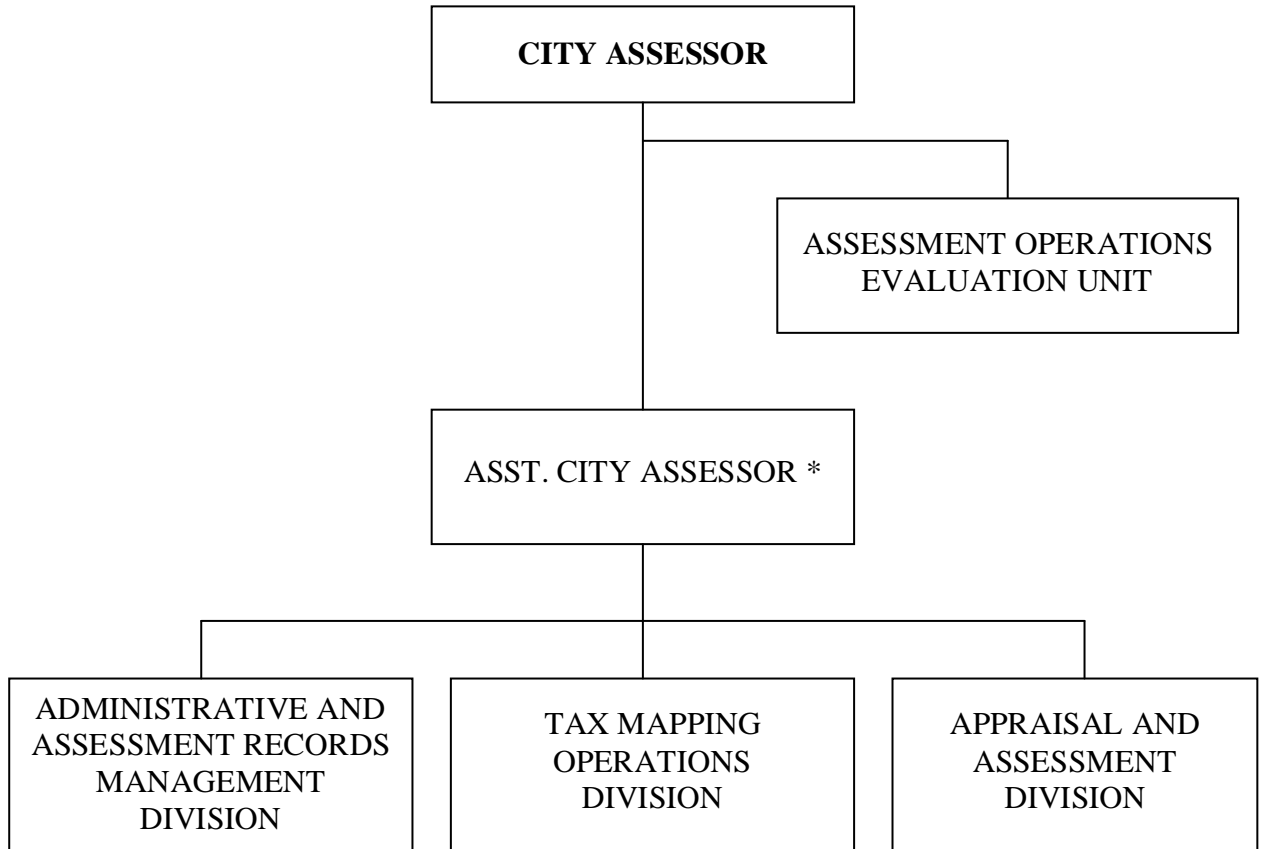 CITY ASSESSOR
ASSESSMENT OPERATIONS
EVALUATION UNIT
ASST. CITY ASSESSOR *
ADMINISTRATIVE AND
ASSESSMENT RECORDS
MANAGEMENT
DIVISION
TAX MAPPING
OPERATIONS
DIVISION
APPRAISAL AND
ASSESSMENT
DIVISION